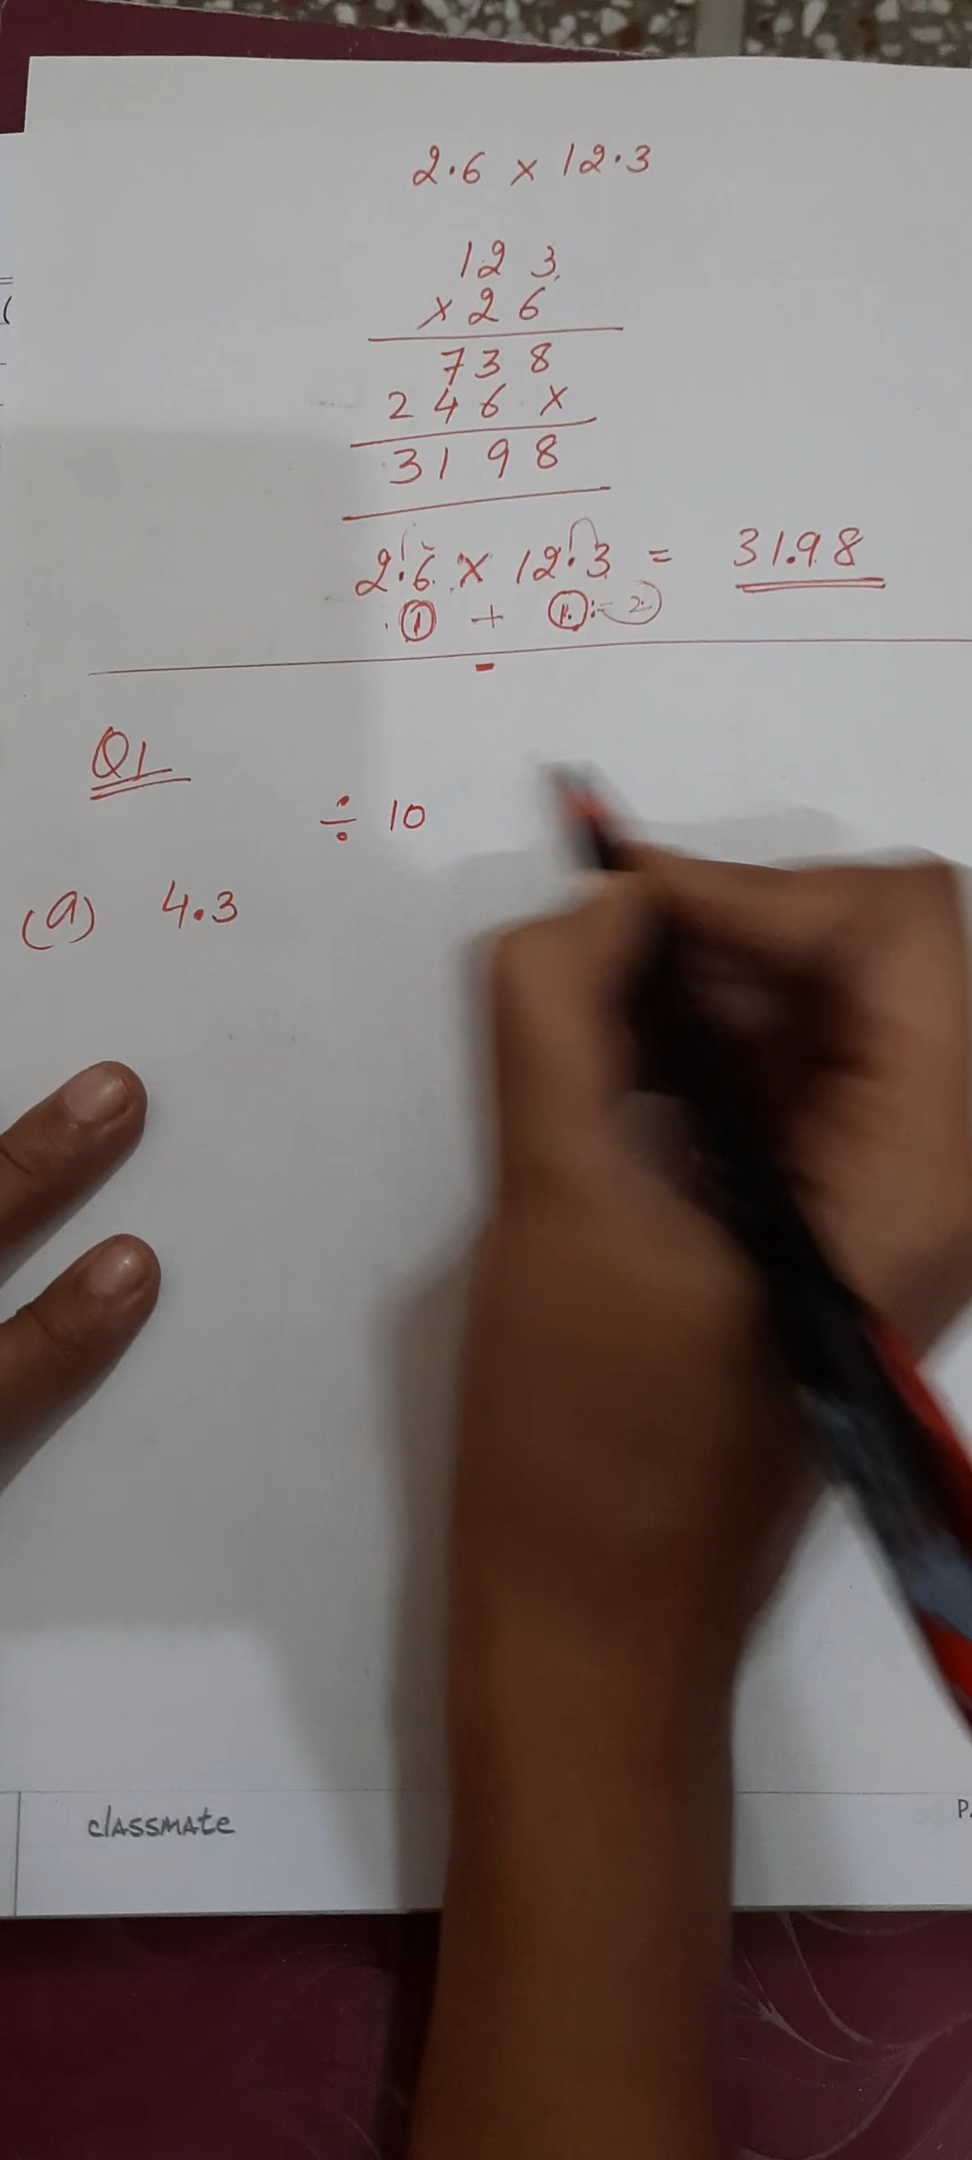 2.6 x 12.3
123
x 26
738
246 x
3198
2.6 x 12.3 = 31.98
1 + 1 = 2
Q1
÷ 10
(a) 4.3
classmate